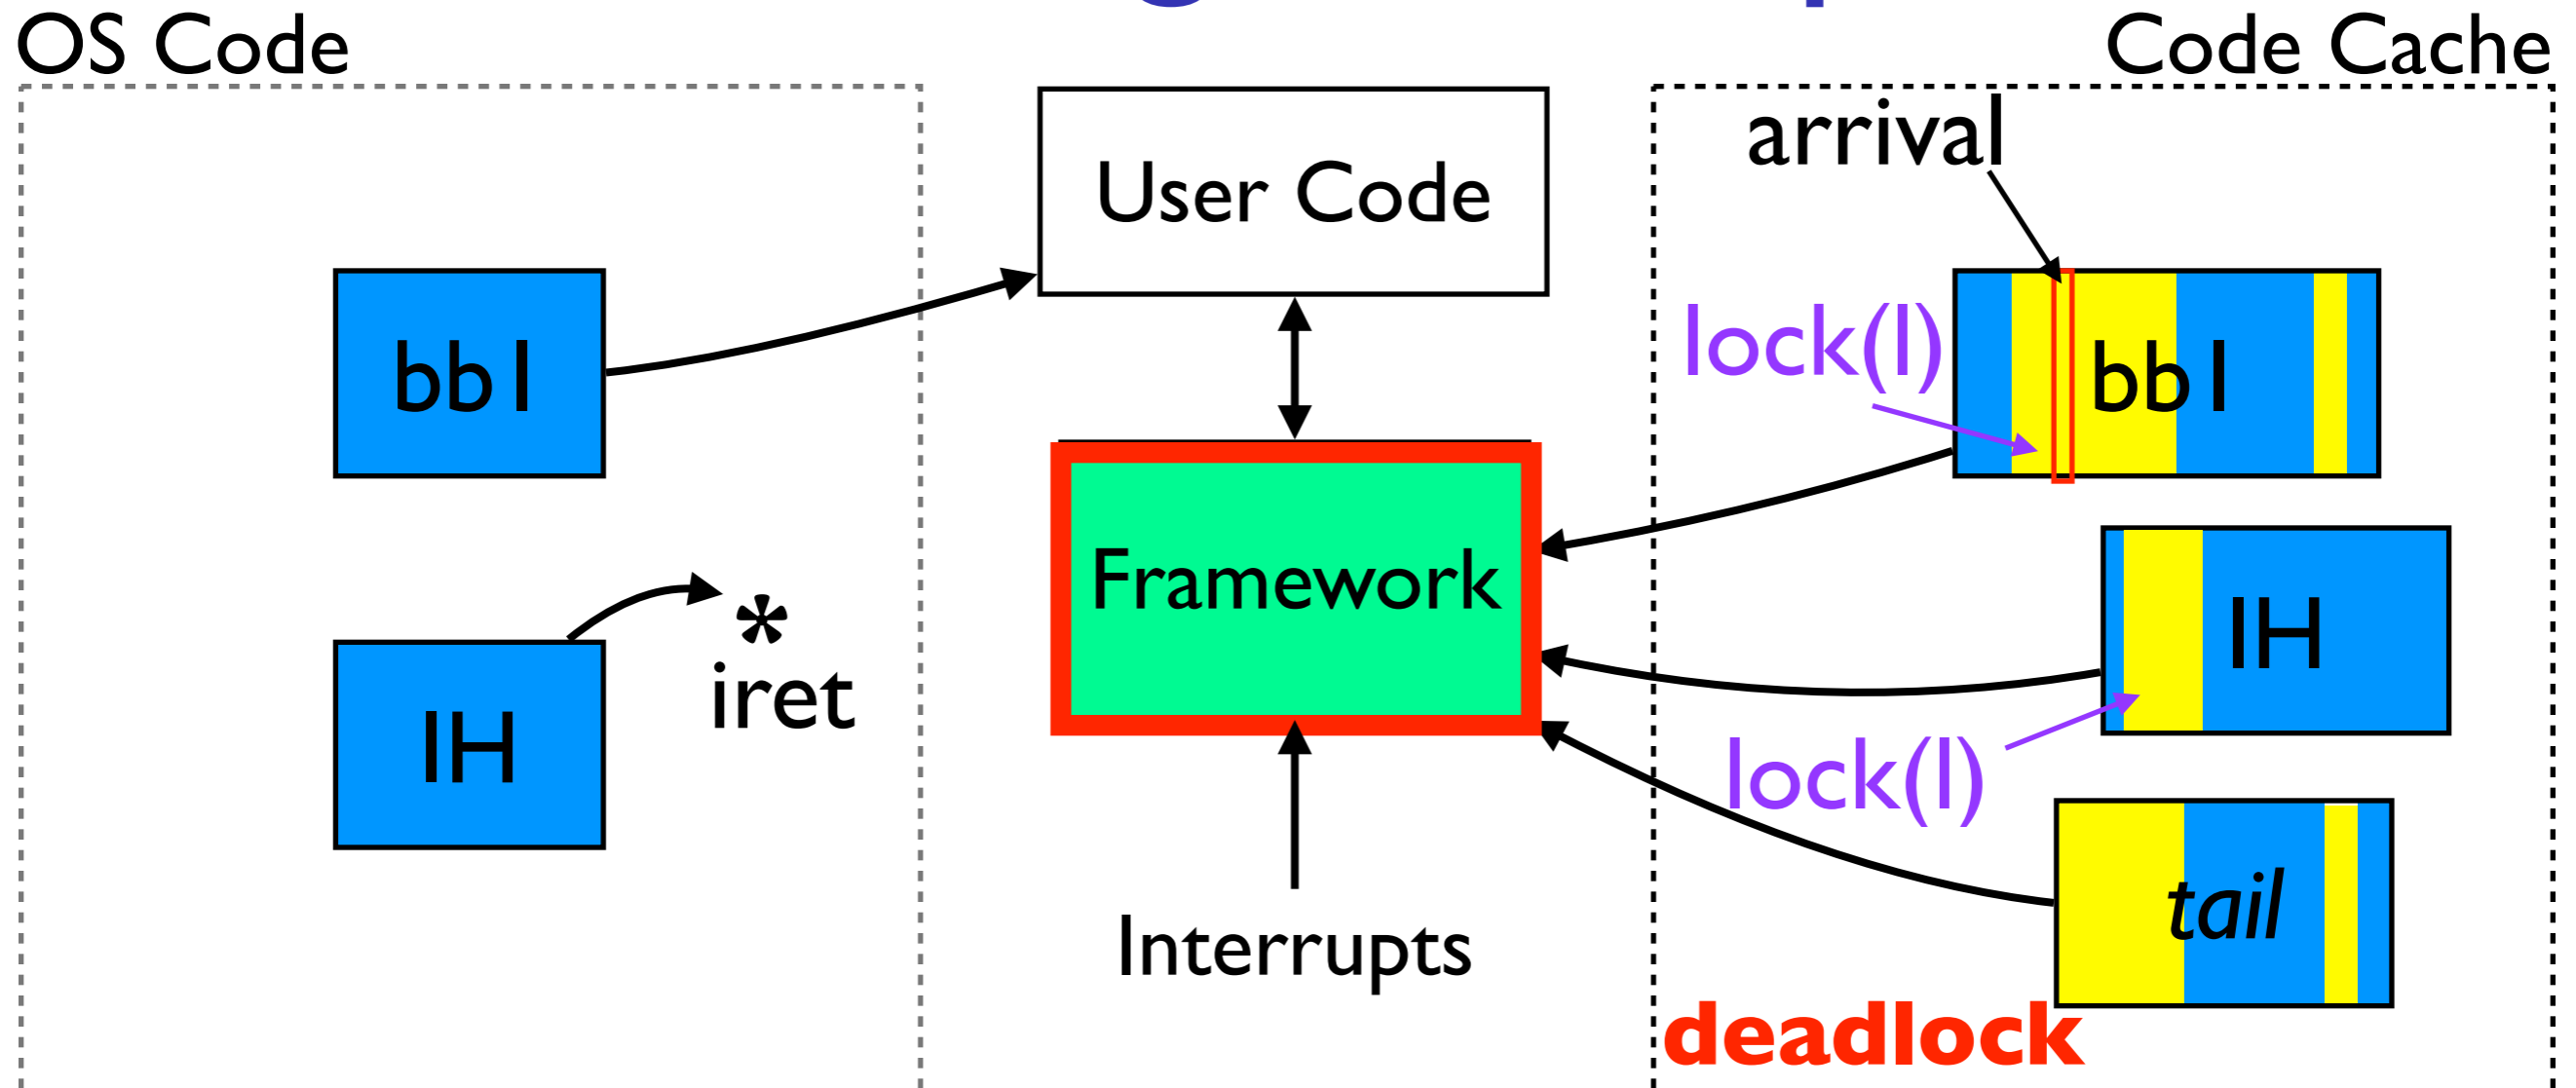 OS Code
Code Cache
arrival
User Code
lock(l)
bb1
bb1
Framework
IH
*
iret
IH
lock(l)
tail
Interrupts
deadlock